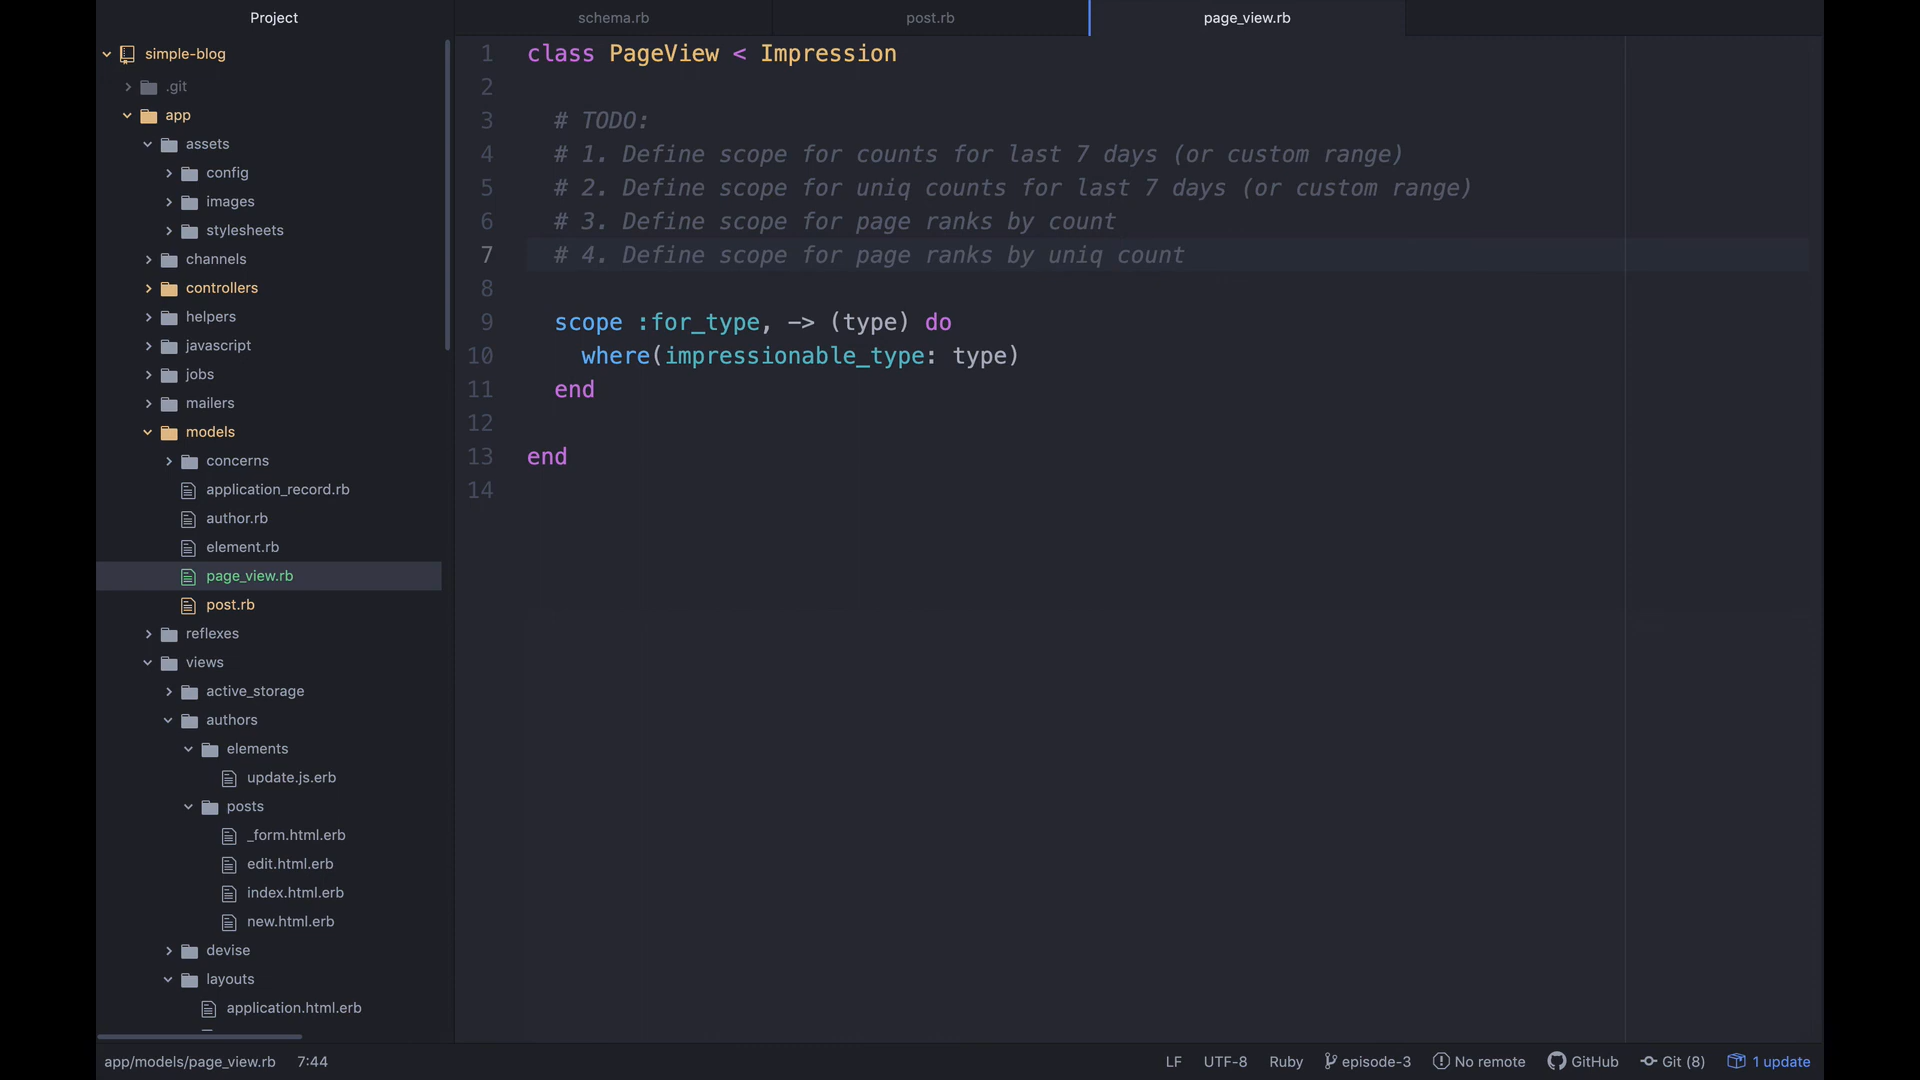 Project
schema.rb
post.rb
page_view.rb
simple-blog
.git
app
assets
config
images
stylesheets
channels
controllers
helpers
javascript
jobs
mailers
models
concerns
application_record.rb
author.rb
element.rb
page_view.rb
post.rb
reflexes
views
active_storage
authors
elements
update.js.erb
posts
_form.html.erb
edit.html.erb
index.html.erb
new.html.erb
devise
layouts
application.html.erb
1 class PageView < Impression
2
3 # TODO:
4 # 1. Define scope for counts for last 7 days (or custom range)
5 # 2. Define scope for uniq counts for last 7 days (or custom range)
6 # 3. Define scope for page ranks by count
7 # 4. Define scope for page ranks by uniq count
8
9 scope :for_type, -> (type) do
10 where(impressionable_type: type)
11 end
12
13 end
14
app/models/page_view.rb 7:44 LF UTF-8 Ruby episode-3 No remote GitHub Git (8) 1 update